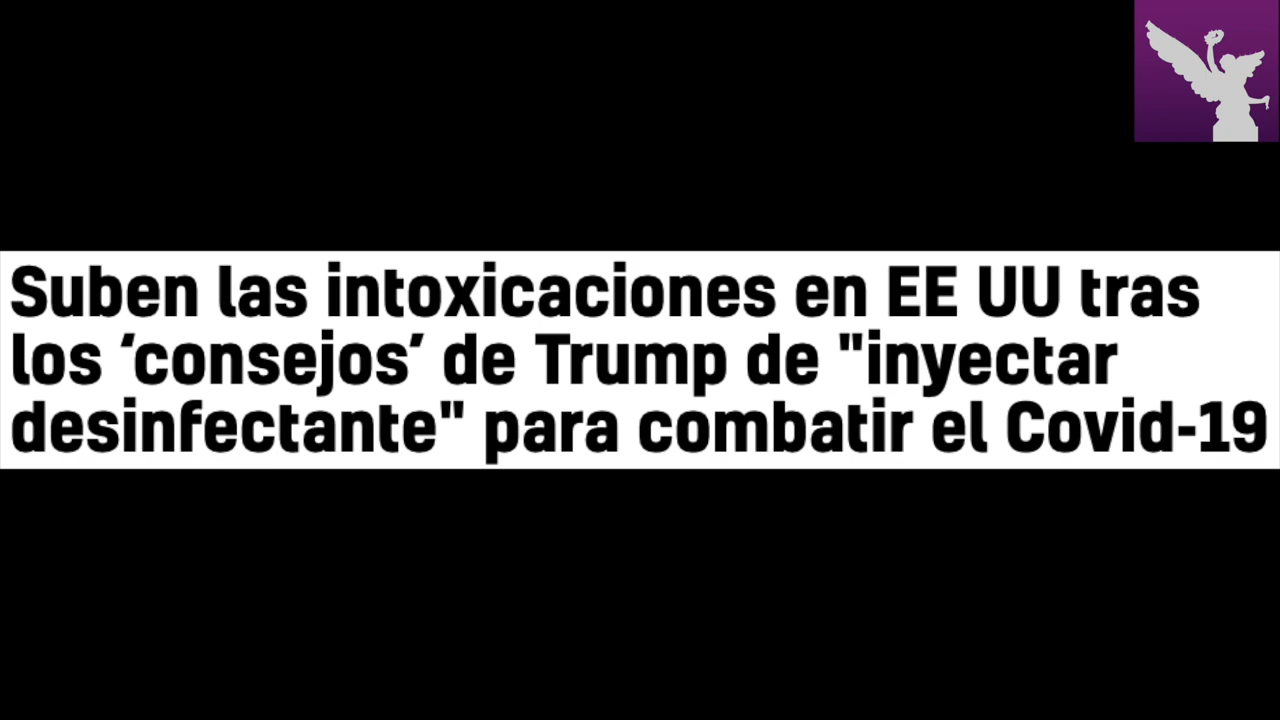 Suben las intoxicaciones en EE UU tras
los ‘consejos’ de Trump de "inyectar
desinfectante" para combatir el Covid-19